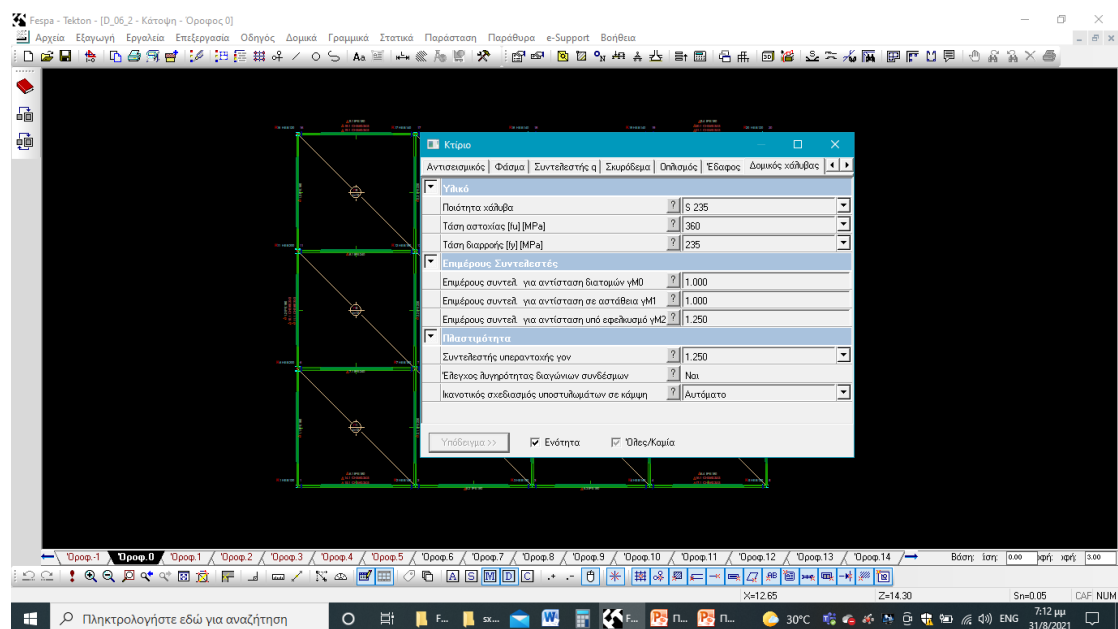 Fespa - Tekton - [D_06_2 - Κάτοψη - Όροφος 0]
Αρχεία Εξαγωγή Εργαλεία Επεξεργασία Οδηγός Δομικά Γραμμικά Στατικά Παράσταση Παράθυρα e-Support Βοήθεια
Κτίριο
Αντισεισμικός Φάσμα Συντελεστής q Σκυρόδεμα Οπλισμός Έδαφος Δομικός χάλυβας
Υλικό
Ποιότητα χάλυβα ? S 235
Τάση αστοχίας [fu] [MPa] ? 360
Τάση διαρροής [fy] [MPa] ? 235
Επιμέρους Συντελεστές
Επιμέρους συντελ. για αντίσταση διατομών γM0 ? 1.000
Επιμέρους συντελ. για αντίσταση σε αστάθεια γM1 ? 1.000
Επιμέρους συντελ. για αντίσταση υπό εφελκυσμό γM2 ? 1.250
Πλαστιμότητα
Συντελεστής υπεραντοχής γον ? 1.250
Έλεγχος λυγηρότητας διαγώνιων συνδέσμων ? Ναι
Ικανοτικός σχεδιασμός υποστυλωμάτων σε κάμψη ? Αυτόματο
Υπόδειγμα >> Ενότητα Όλες/Καμία
Όροφ.-1 Όροφ.0 Όροφ.1 Όροφ.2 Όροφ.3 Όροφ.4 Όροφ.5 Όροφ.6 Όροφ.7 Όροφ.8 Όροφ.9 Όροφ.10 Όροφ.11 Όροφ.12 Όροφ.13 Όροφ.14 Βάση: 0.00 3.00
A S M D C
X=12.65 Z=14.30 Sn=0.05 CAF NUM
Πληκτρολογήστε εδώ για αναζήτηση F... sx... F... Π... Π... 30°C ENG 7:12 μμ
31/8/2021